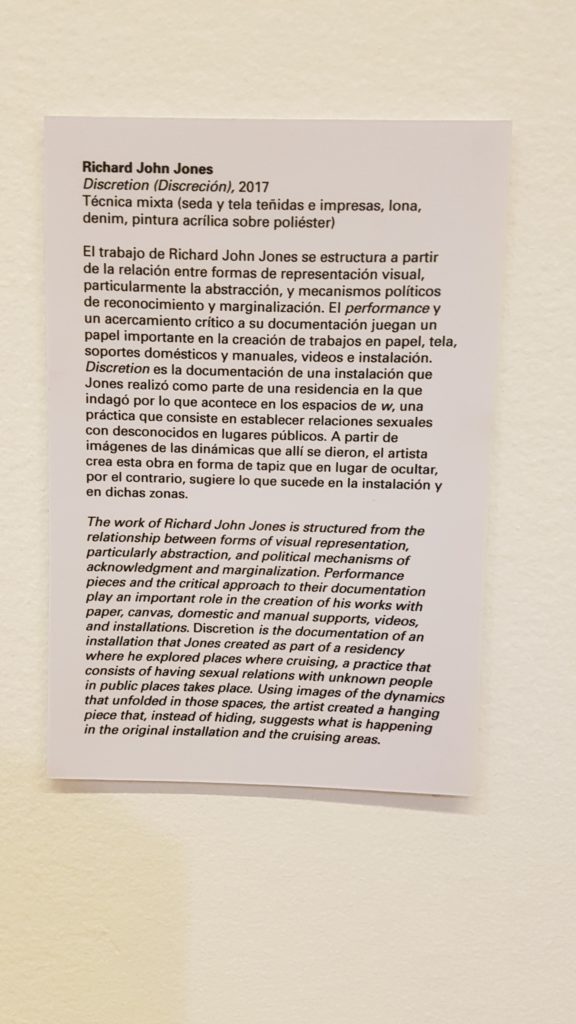 Richard John Jones
Discretion (Discreción), 2017
Técnica mixta (seda y tela teñidas e impresas, lona,
denim, pintura acrílica sobre poliéster)
El trabajo de Richard John Jones se estructura a partir
de la relación entre formas de representación visual,
particularmente la abstracción, y mecanismos políticos
de reconocimiento y marginalización. El performance y
un acercamiento crítico a su documentación juegan un
papel importante en la creación de trabajos en papel, tela,
soportes domésticos y manuales, videos e instalación.
Discretion es la documentación de una instalación que
Jones realizó como parte de una residencia en la que
indagó por lo que acontece en los espacios de w, una
práctica que consiste en establecer relaciones sexuales
con desconocidos en lugares públicos. A partir de
imágenes de las dinámicas que allí se dieron, el artista
crea esta obra en forma de tapiz que en lugar de ocultar,
por el contrario, sugiere lo que sucede en la instalación y
en dichas zonas.
The work of Richard John Jones is structured from the
relationship between forms of visual representation,
particularly abstraction, and political mechanisms of
acknowledgment and marginalization. Performance
pieces and the critical approach to their documentation
play an important role in the creation of his works with
paper, canvas, domestic and manual supports, videos,
and installations. Discretion is the documentation of an
installation that Jones created as part of a residency
where he explored places where cruising, a practice that
consists of having sexual relations with unknown people
in public places takes place. Using images of the dynamics
that unfolded in those spaces, the artist created a hanging
piece that, instead of hiding, suggests what is happening
in the original installation and the cruising areas.